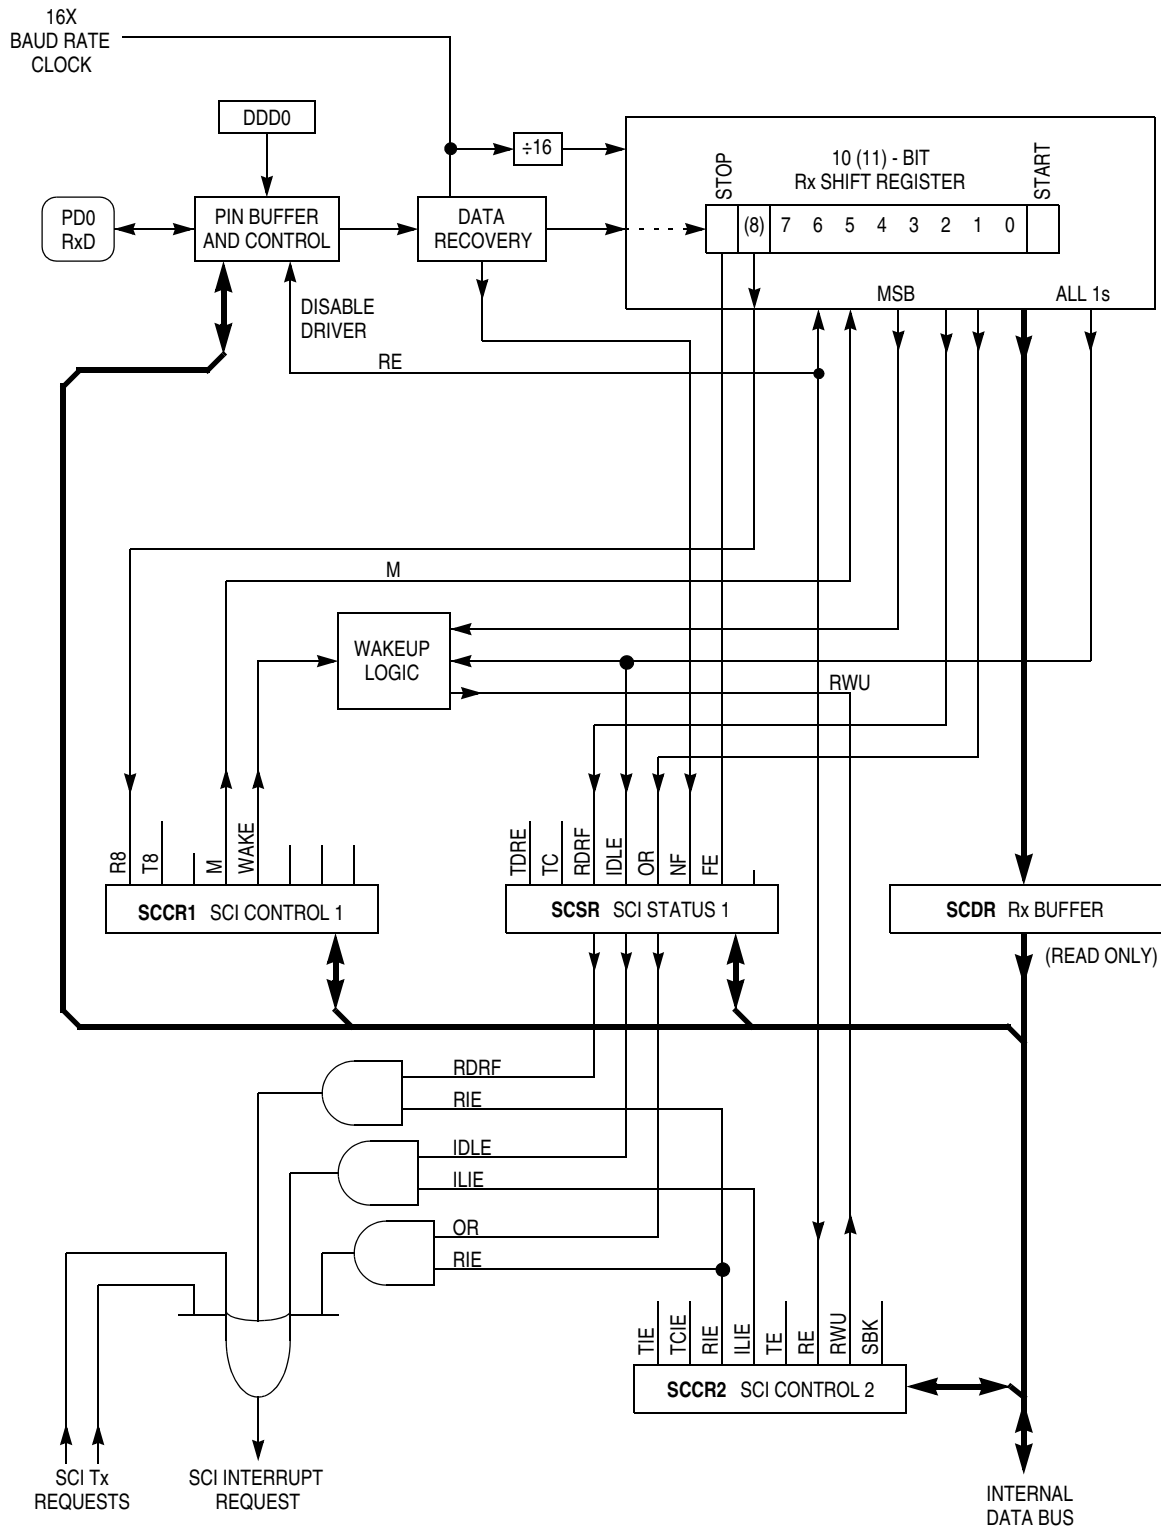 16X
BAUD RATE
CLOCK
DDD0
÷16
10 (11) - BIT
Rx SHIFT REGISTER
STOP
START
(8) 7 6 5 4 3 2 1 0
PD0
RxD
PIN BUFFER
AND CONTROL
DATA
RECOVERY
MSB
ALL 1s
DISABLE
DRIVER
RE
M
WAKEUP
LOGIC
RWU
R8
T8
M
WAKE
TDRE
TC
RDRF
IDLE
OR
NF
FE
SCCR1 SCI CONTROL 1
SCSR SCI STATUS 1
SCDR Rx BUFFER
(READ ONLY)
RDRF
RIE
IDLE
ILIE
OR
RIE
TIE
TCIE
RIE
ILIE
TE
RE
RWU
SBK
SCCR2 SCI CONTROL 2
SCI Tx
REQUESTS
SCI INTERRUPT
REQUEST
INTERNAL
DATA BUS